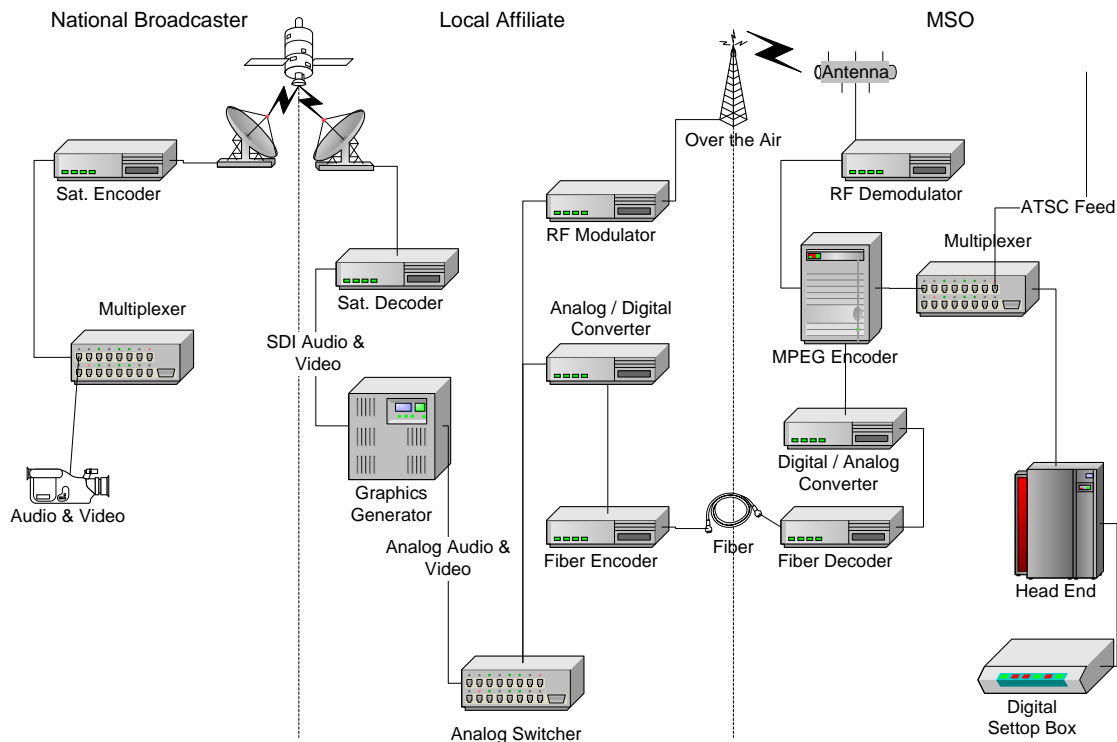 National Broadcaster
Local Affiliate
MSO
Antenna
Over the Air
Sat. Encoder
RF Demodulator
ATSC Feed
RF Modulator
Multiplexer
Sat. Decoder
Multiplexer
Analog / Digital
Converter
SDI Audio &
Video
MPEG Encoder
Digital / Analog
Converter
Graphics
Generator
Audio & Video
Analog Audio &
Video
Fiber Encoder
Fiber
Fiber Decoder
Head End
Digital
Settop Box
Analog Switcher